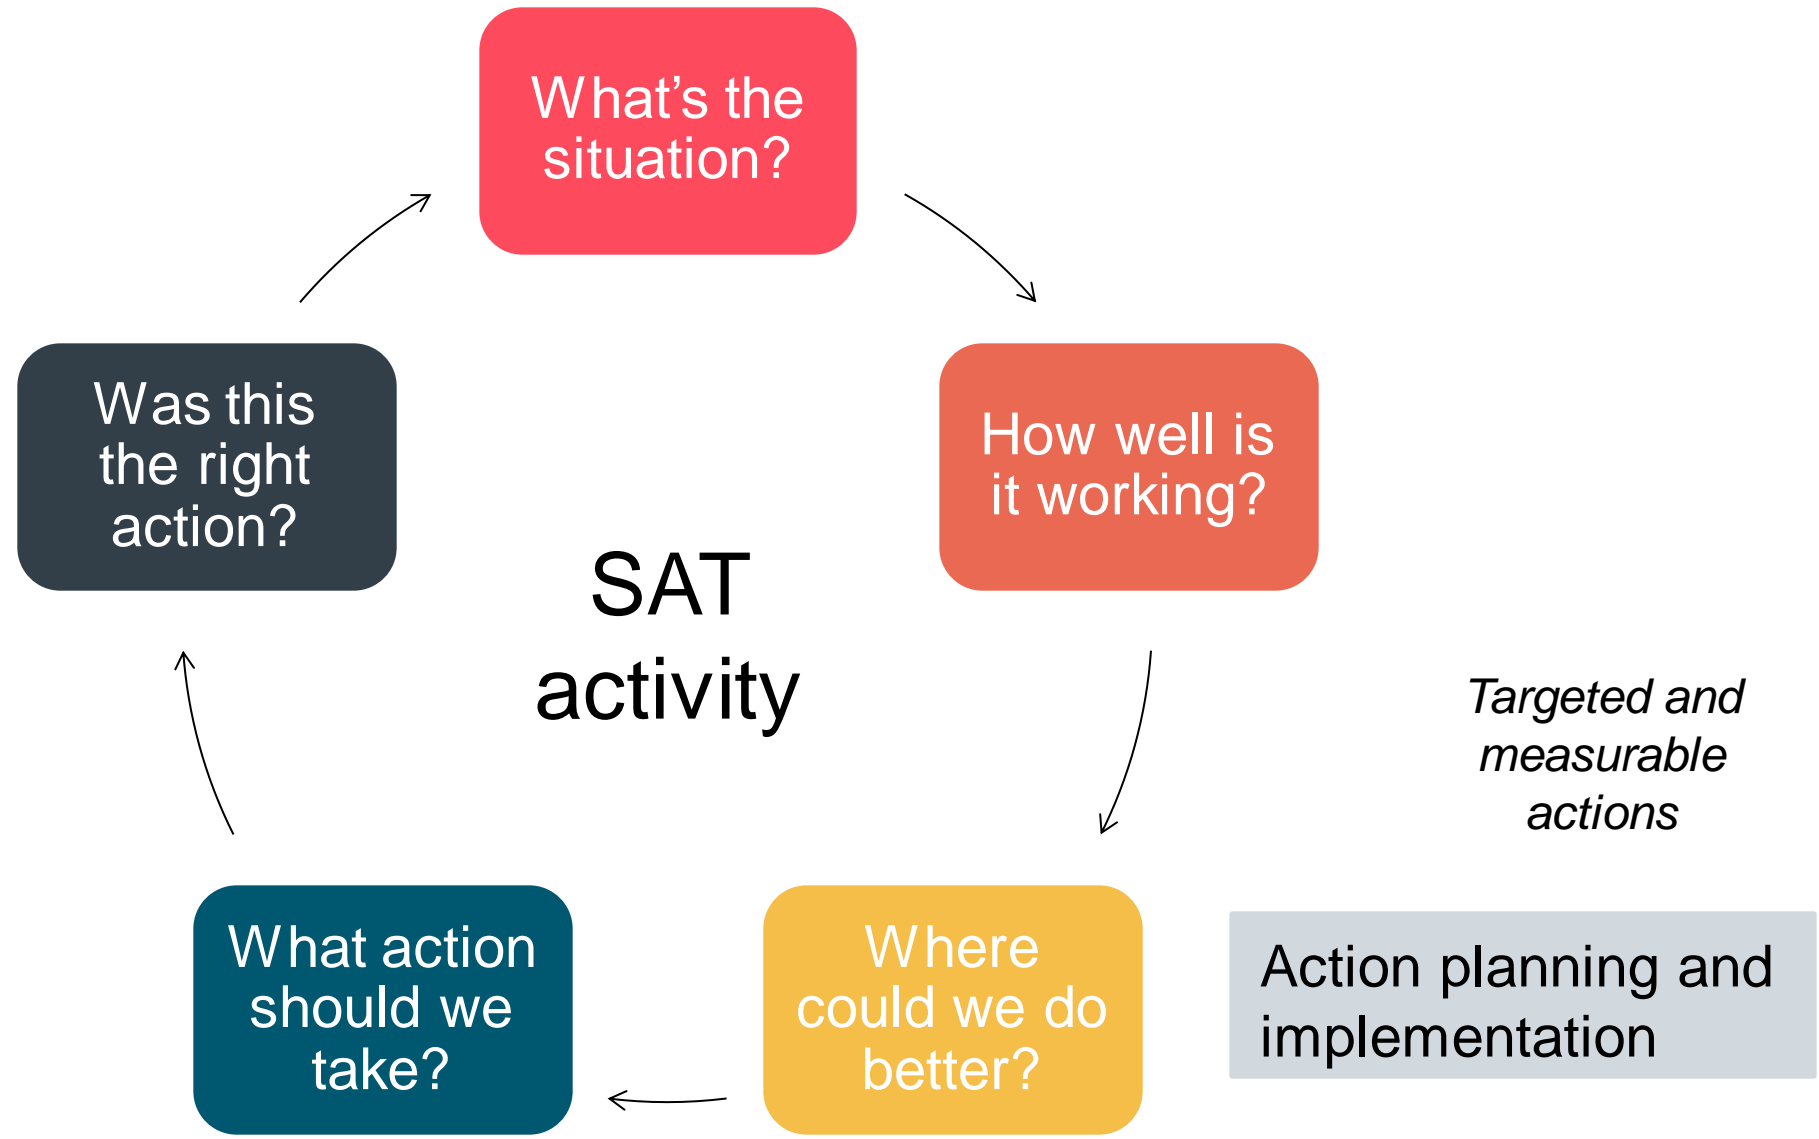 What’s the
situation?
How well is
it working?
Where
could we do
better?
What action
should we
take?
Was this
the right
action?
SAT
activity
Targeted and
measurable
actions
Action planning and
implementation